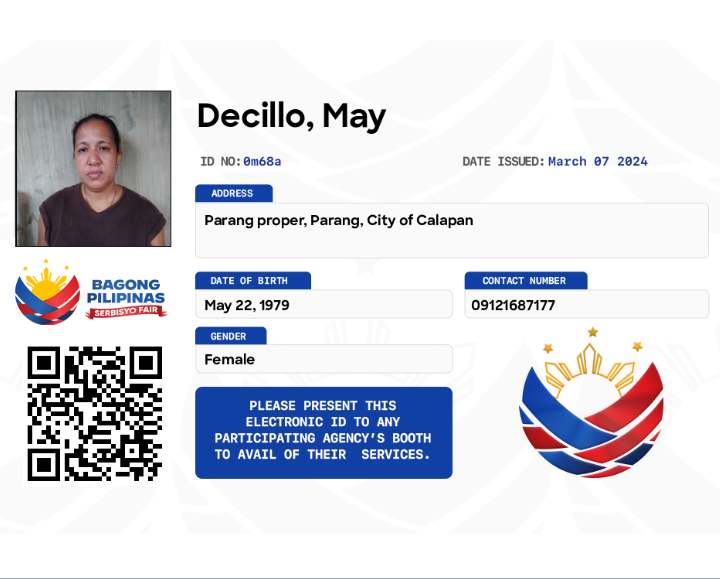 Decillo, May
ID NO: 0m68a DATE ISSUED: March 07 2024
ADDRESS
Parang proper, Parang, City of Calapan
BAGONG
PILIPINAS
SERBISYO FAIR
DATE OF BIRTH
May 22, 1979
CONTACT NUMBER
09121687177
GENDER
Female
PLEASE PRESENT THIS
ELECTRONIC ID TO ANY
PARTICIPATING AGENCY'S BOOTH
TO AVAIL OF THEIR SERVICES.